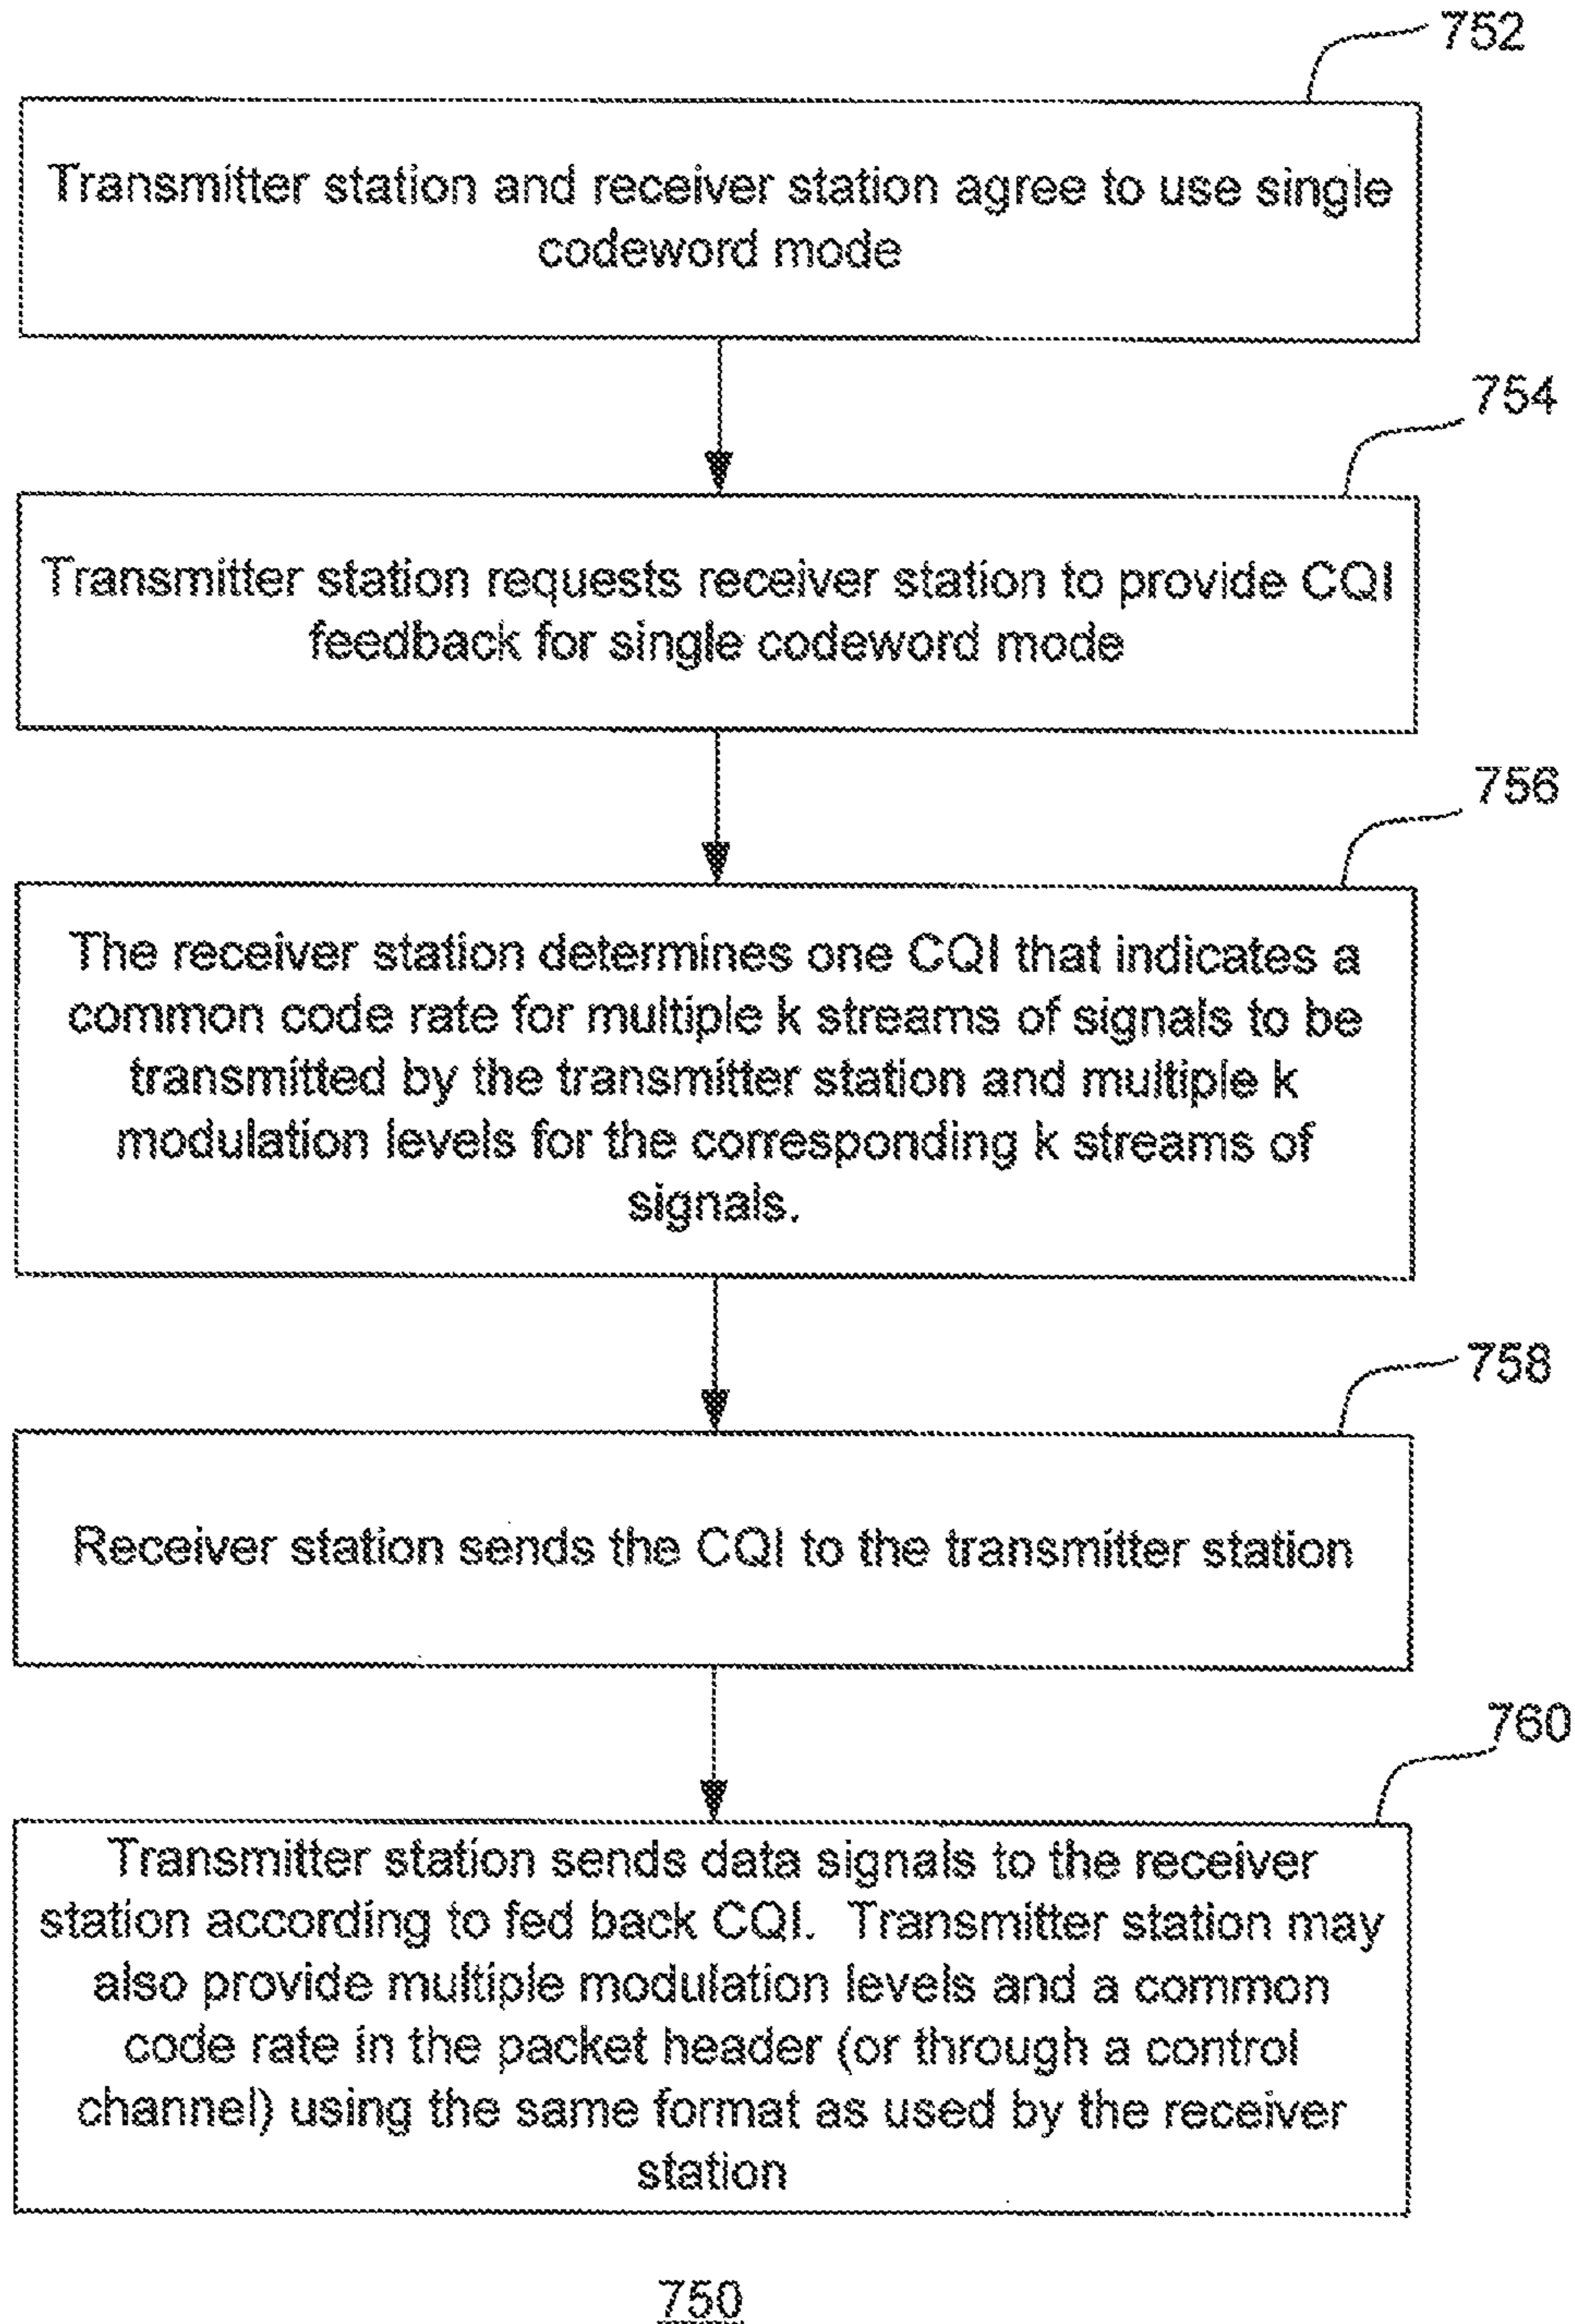 752
Transmitter station and receiver station agree to use single
codeword mode
754
Transmitter station requests receiver station to provide CQI
feedback for single codeword mode
756
The receiver station determines one CQI that indicates a
common code rate for multiple k streams of signals to be
transmitted by the transmitter station and multiple k
modulation levels for the corresponding k streams of
signals.
758
Receiver station sends the CQI to the transmitter station
760
Transmitter station sends data signals to the receiver
station according to fed back CQI. Transmitter station may
also provide multiple modulation levels and a common
code rate in the packet header (or through a control
channel) using the same format as used by the receiver
station
750